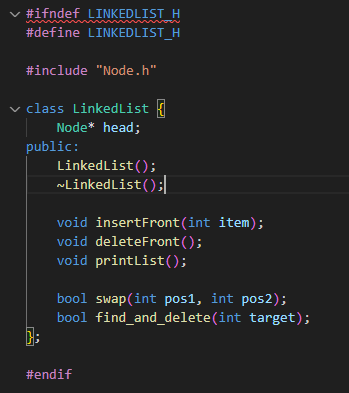 #ifndef LINKEDLIST_H
#define LINKEDLIST_H

#include "Node.h"

class LinkedList {
    Node* head;
public:
    LinkedList();
    ~LinkedList();

    void insertFront(int item);
    void deleteFront();
    void printList();

    bool swap(int pos1, int pos2);
    bool find_and_delete(int target);
};

#endif